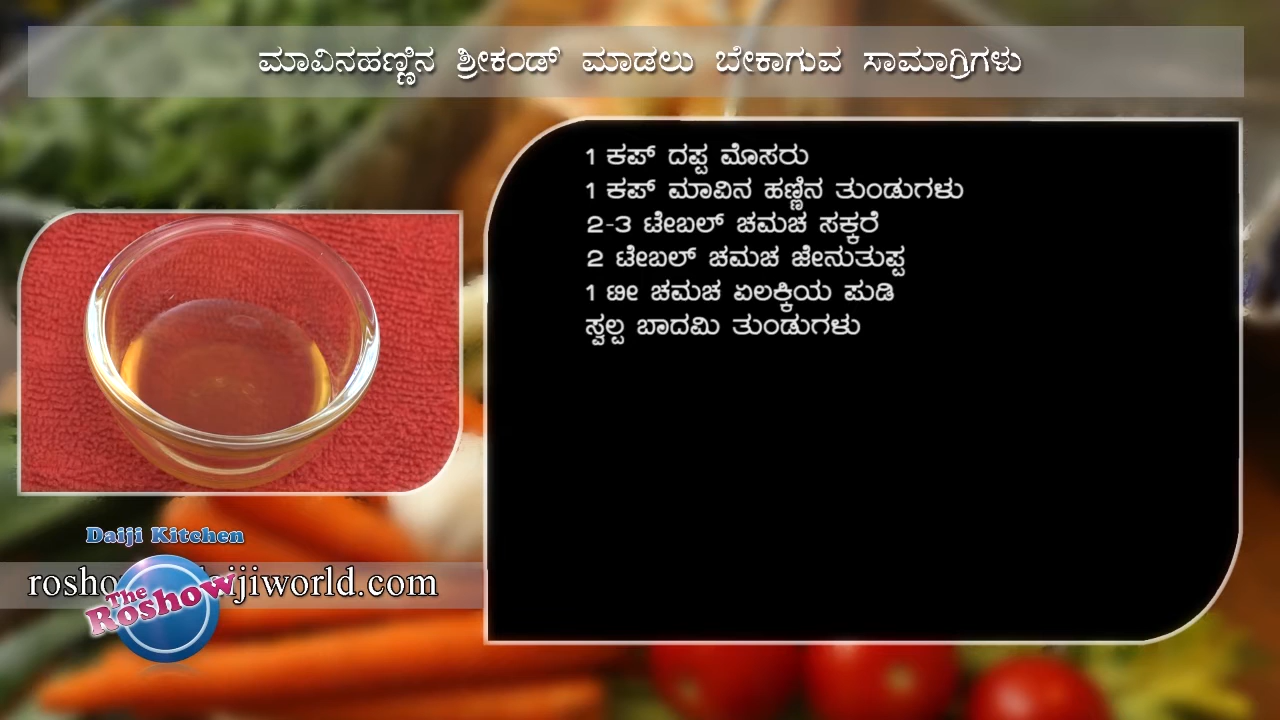 ಮಾವಿನಹಣ್ಣಿನ ಶ್ರೀಕಂಡ್ ಮಾಡಲು ಬೇಕಾಗುವ ಸಾಮಾಗ್ರಿಗಳು
1 ಕಪ್ ದಪ್ಪ ಮೊಸರು
1 ಕಪ್ ಮಾವಿನ ಹಣ್ಣಿನ ತುಂಡುಗಳು
2-3 ಟೇಬಲ್ ಚಮಚ ಸಕ್ಕರೆ
2 ಟೇಬಲ್ ಚಮಚ ಜೇನುತುಪ್ಪ
1 ಟೀ ಚಮಚ ಏಲಕ್ಕಿಯ ಪುಡಿ
ಸ್ವಲ್ಪ ಬಾದಮಿ ತುಂಡುಗಳು
Daiji Kitchen
The
Roshow